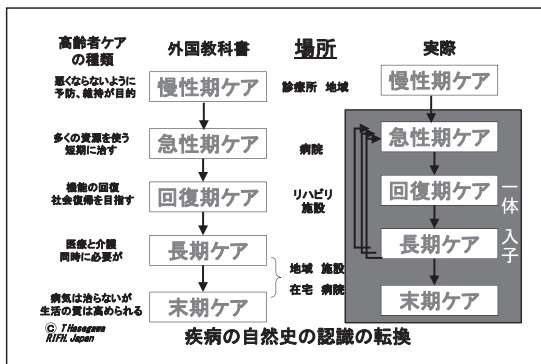 高齢者ケア
の種類
外国教科書
場所
実際
悪くならないように
予防、維持が目的
慢性期ケア
診療所 地域
慢性期ケア
多くの資源を使う
短期に治す
急性期ケア
病院
急性期ケア
機能の回復
社会復帰を目指す
回復期ケア
リハビリ
施設
回復期ケア
一体
入子
医療と介護
同時に必要が
長期ケア
地域 施設
在宅 病院
長期ケア
病気は治らないが
生活の質は高められる
末期ケア
末期ケア
© T Hasegawa
RIFH. Japan
疾病の自然史の認識の転換